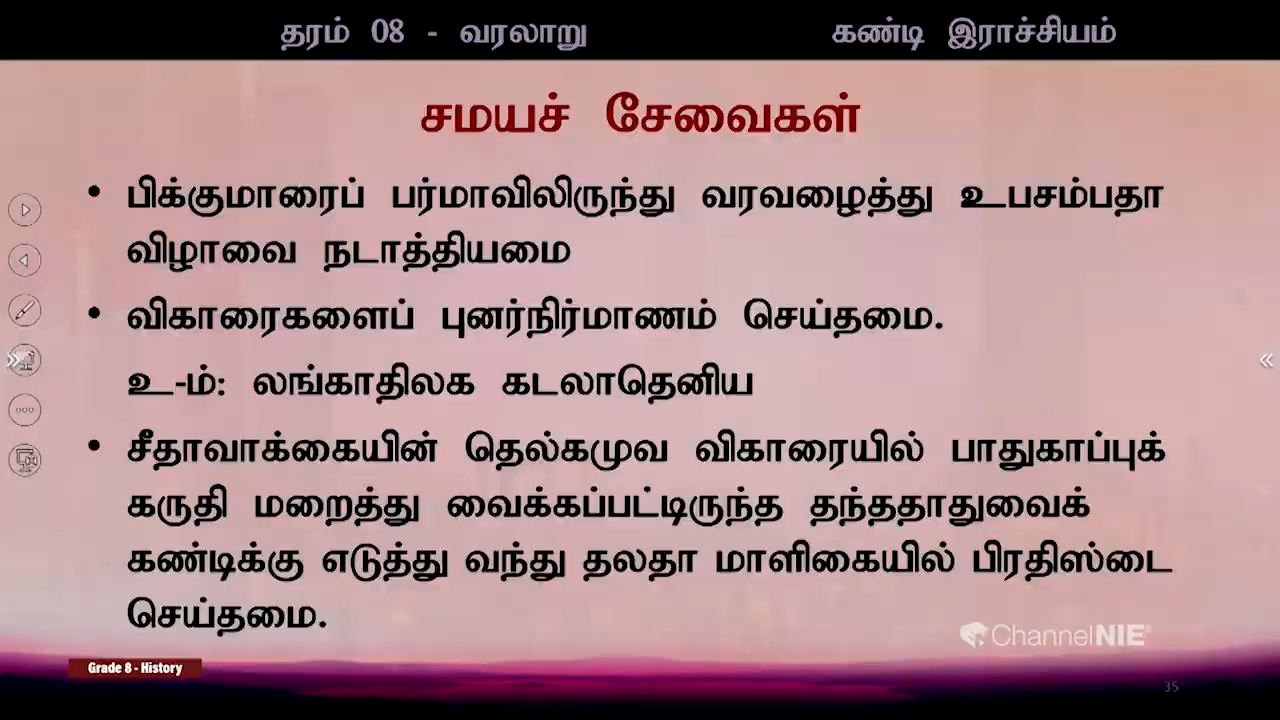 தரம் 08 - வரலாறு கண்டி இராச்சியம்
சமயச் சேவைகள்
• பிக்குமாரைப் பர்மாவிலிருந்து வரவழைத்து உபசம்பதா
விழாவை நடாத்தியமை
• விகாரைகளைப் புனர்நிர்மாணம் செய்தமை.
உ-ம்: லங்காதிலக கடலாதெனிய
• சீதாவாக்கையின் தெல்கமுவ விகாரையில் பாதுகாப்புக்
கருதி மறைத்து வைக்கப்பட்டிருந்த தந்ததாதுவைக்
கண்டிக்கு எடுத்து வந்து தலதா மாளிகையில் பிரதிஸ்டை
செய்தமை.
ChannelNIE
Grade 8 - History
35